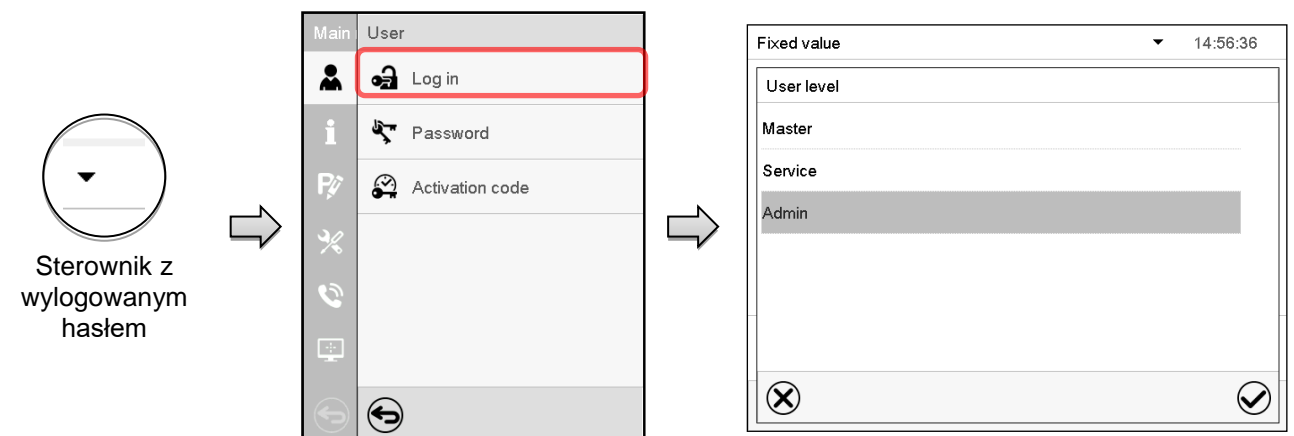 Sterownik z
wylogowanym
hasłem
Main
User
Log in
Password
Activation code
Fixed value
14:56:36
User level
Master
Service
Admin